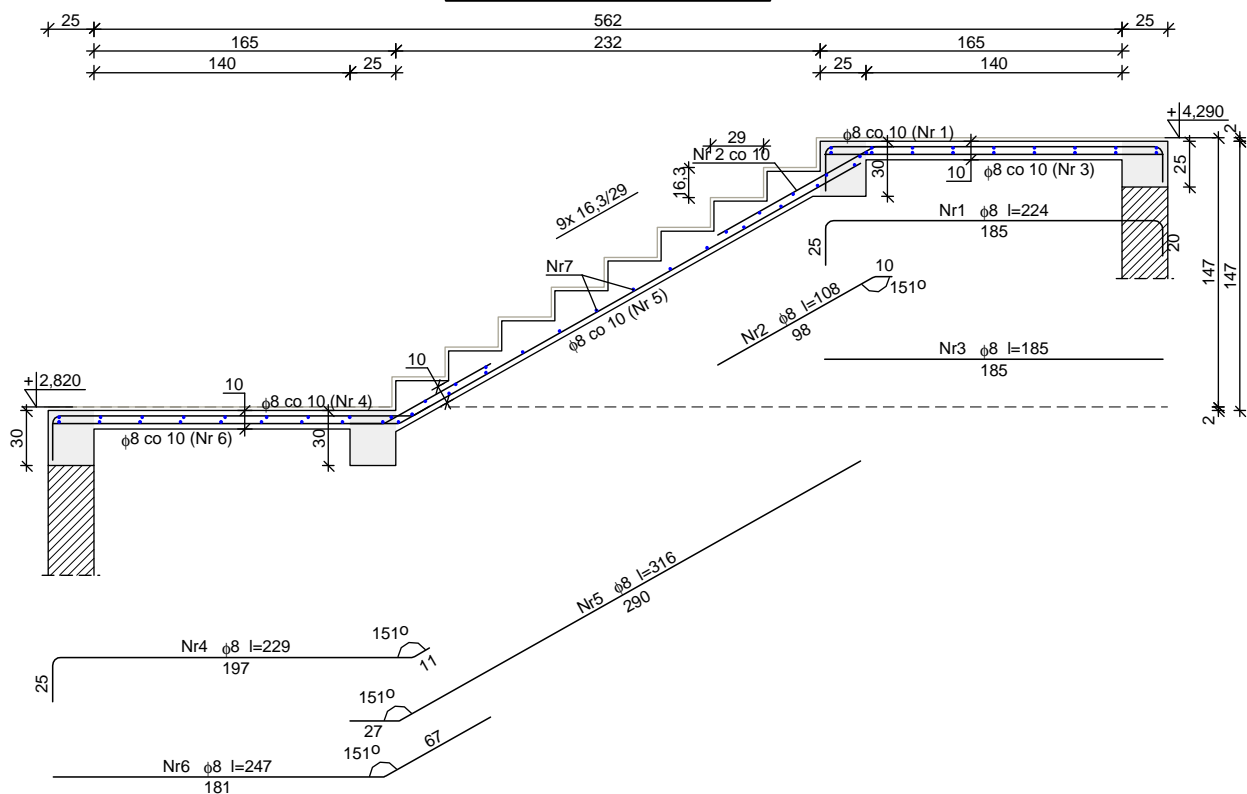 25
562
25
165
232
165
140
25
25
140
+4,290
2
φ8 co 10 (Nr 1)
29
Nr 2 co 10
16,3
30
10
φ8 co 10 (Nr 3)
25
9x 16,3/29
Nr1 φ8 l=224
185
25
20
147
147
Nr7
10
151º
φ8 co 10 (Nr 5)
Nr2 φ8 l=108
98
Nr3 φ8 l=185
185
10
+2,820
10
φ8 co 10 (Nr 4)
2
30
φ8 co 10 (Nr 6)
30
Nr5 φ8 l=316
290
151º
Nr4 φ8 l=229
197
11
25
151º
27
67
151º
Nr6 φ8 l=247
181